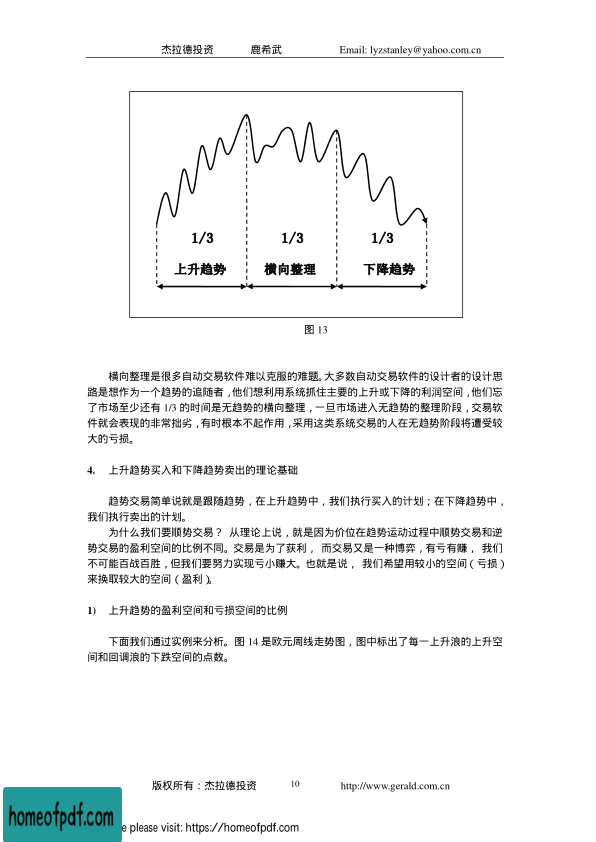 杰拉德投资 鹿希武 Email: lyzstanley@yahoo.com.cn
1/3 1/3 1/3
上升趋势 横向整理 下降趋势
图 13
横向整理是很多自动交易软件难以克服的难题。大多数自动交易软件的设计者的设计思
路是想作为一个趋势的追随者，他们想利用系统抓住主要的上升或下降的利润空间，他们忘
了市场至少还有 1/3 的时间是无趋势的横向整理，一旦市场进入无趋势的整理阶段，交易软
件就会表现的非常拙劣，有时根本不起作用，采用这类系统交易的人在无趋势阶段将遭受较
大的亏损。
4. 上升趋势买入和下降趋势卖出的理论基础
趋势交易简单说就是跟随趋势，在上升趋势中，我们执行买入的计划；在下降趋势中，
我们执行卖出的计划。
为什么我们要顺势交易？ 从理论上说，就是因为价位在趋势运动过程中顺势交易和逆
势交易的盈利空间的比例不同。交易是为了获利， 而交易又是一种博弈，有亏有赚， 我们
不可能百战百胜，但我们要努力实现亏小赚大。也就是说， 我们希望用较小的空间（亏损）
来换取较大的空间（盈利）。
1) 上升趋势的盈利空间和亏损空间的比例
下面我们通过实例来分析。图 14 是欧元周线走势图，图中标出了每一上升浪的上升空
间和回调浪的下跌空间的点数。
版权所有：杰拉德投资 10 http://www.gerald.com.cn
homeofpdf.com
e please visit: https://homeofpdf.com